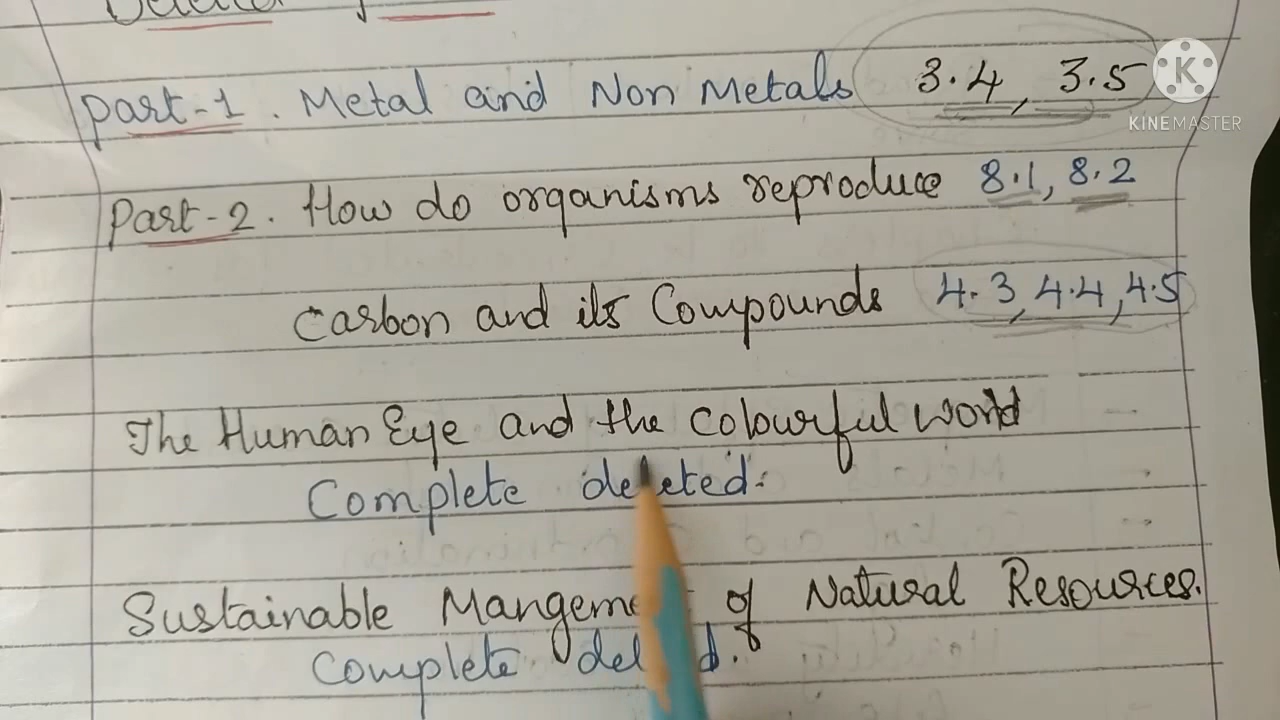 Part-1. Metal and Non Metals 3.4, 3.5
KINEMASTER
Part-2. How do organisms reproduce 8.1, 8.2
Carbon and its Compounds 4.3, 4.4, 4.5
The Human Eye and the Colourful world
Complete deleted.
Sustainable of Natural Resources.
Complete